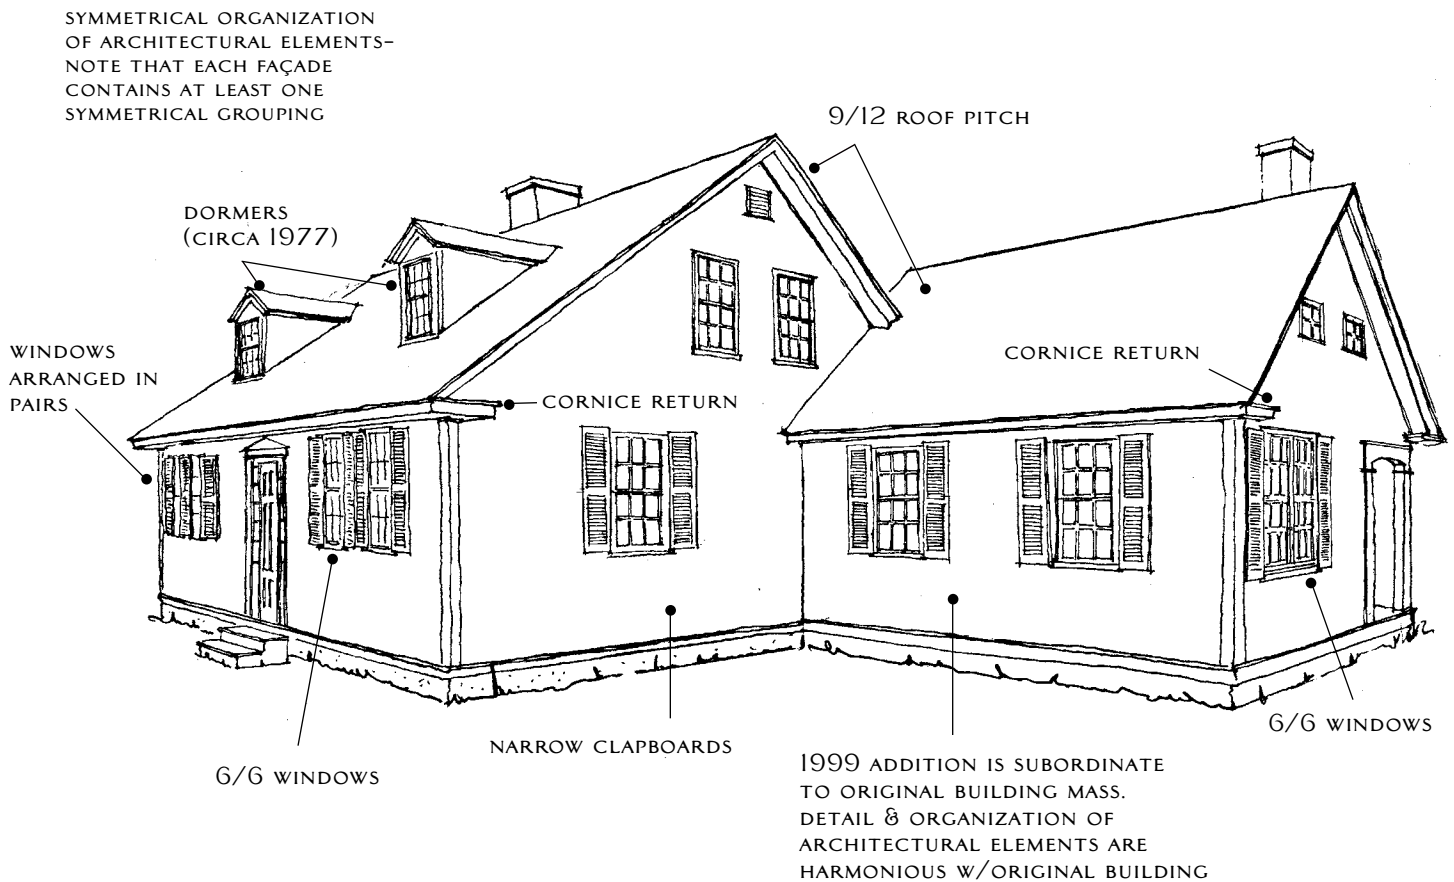 SYMMETRICAL ORGANIZATION
OF ARCHITECTURAL ELEMENTS–
NOTE THAT EACH FAÇADE
CONTAINS AT LEAST ONE
SYMMETRICAL GROUPING
9/12 ROOF PITCH
DORMERS
(CIRCA 1977)
WINDOWS
ARRANGED IN
PAIRS
CORNICE RETURN
CORNICE RETURN
6/6 WINDOWS
NARROW CLAPBOARDS
6/6 WINDOWS
1999 ADDITION IS SUBORDINATE
TO ORIGINAL BUILDING MASS.
DETAIL & ORGANIZATION OF
ARCHITECTURAL ELEMENTS ARE
HARMONIOUS W/ORIGINAL BUILDING